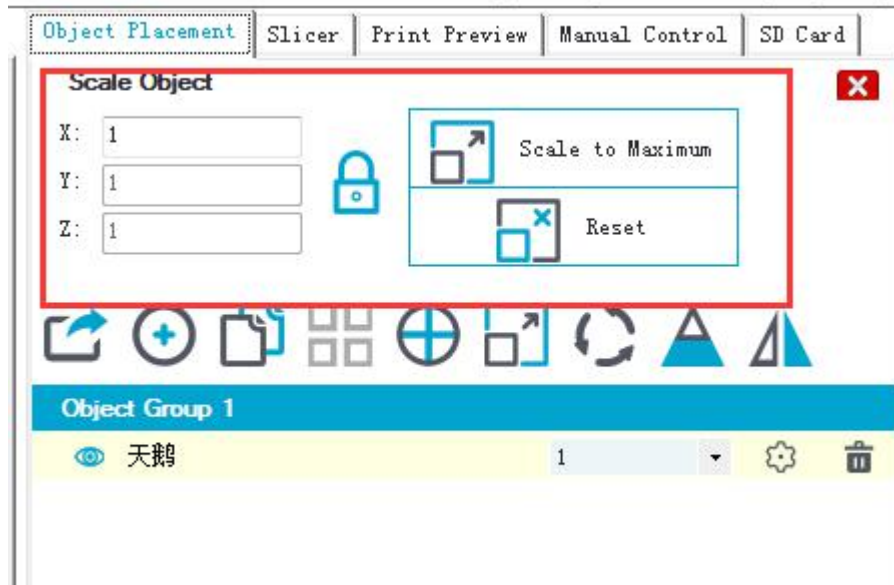 Object Placement Slicer Print Preview Manual Control SD Card
Scale Object
X: 1
Scale to Maximum
Y: 1
Z: 1
Reset
Object Group 1
天鹅 1